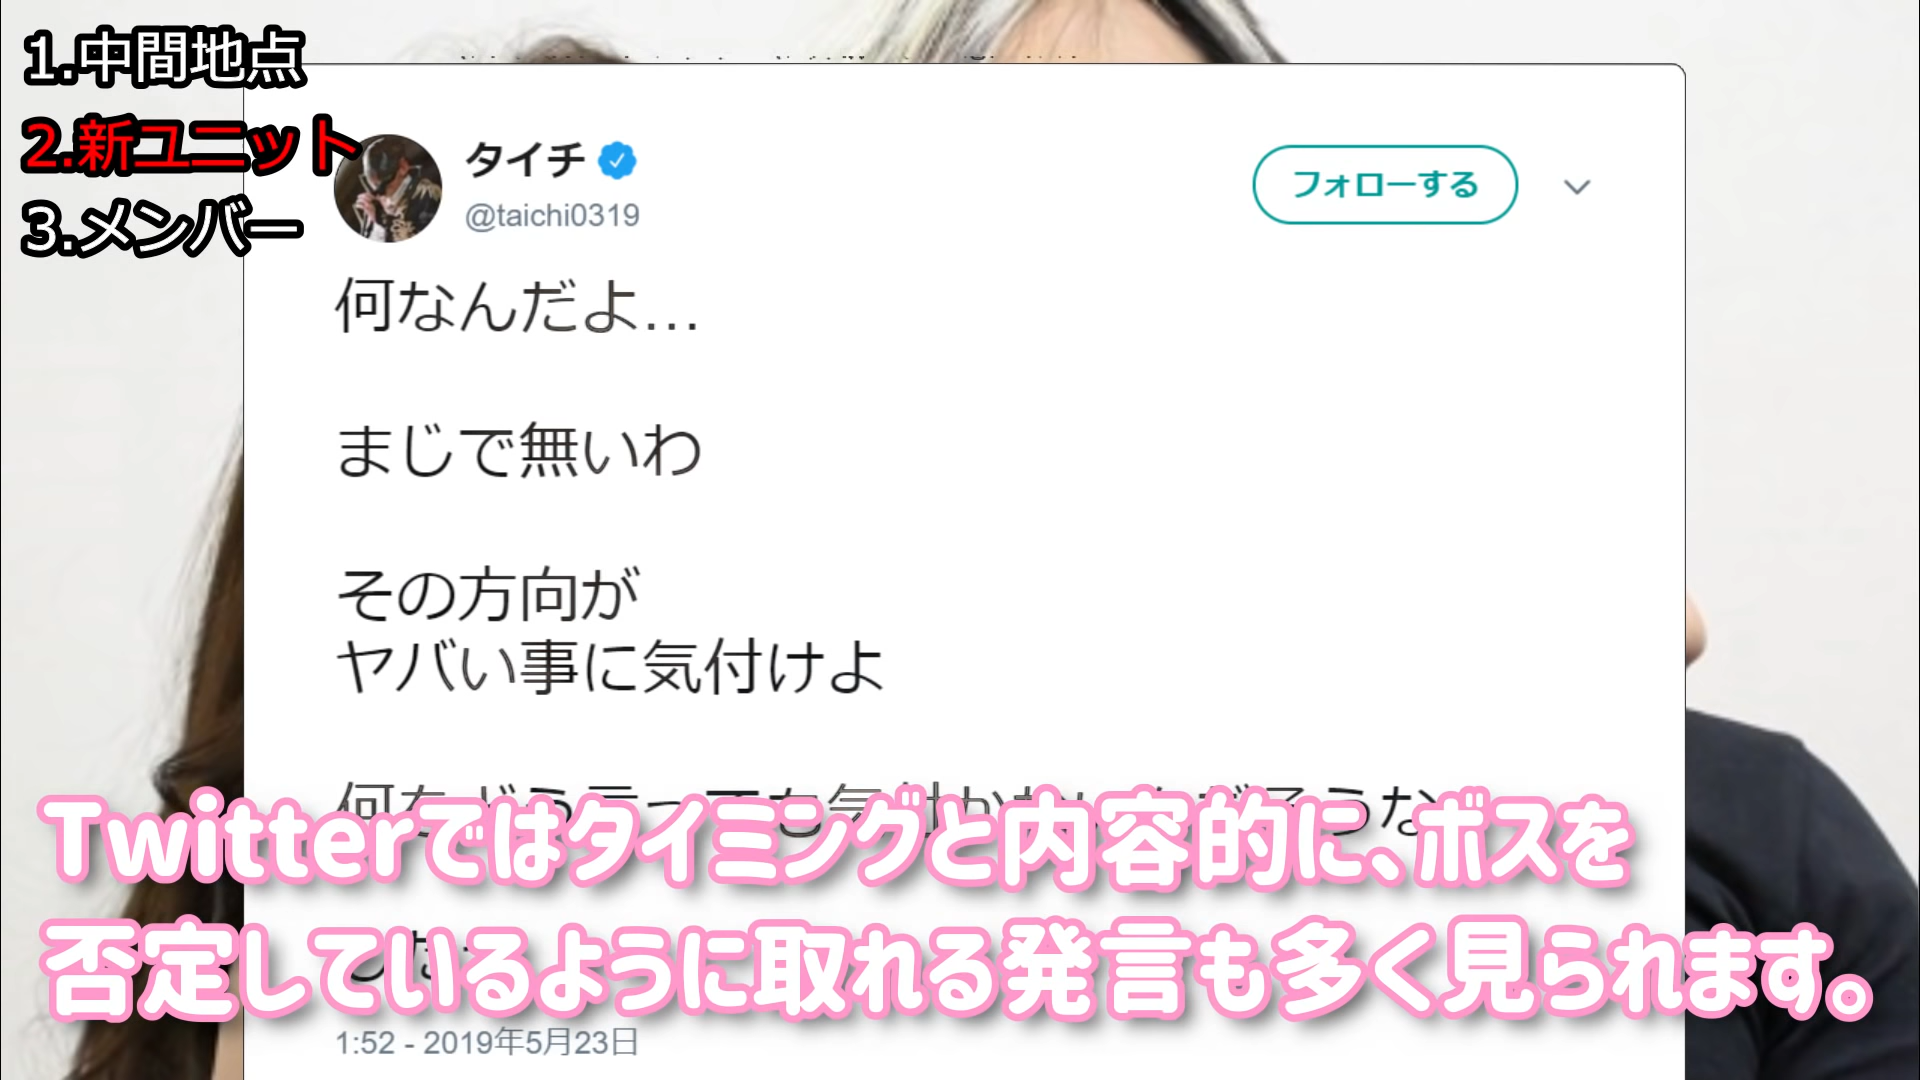 1.中間地点
2.新ユニット
3.メンバー
タイチ
@taichi0319
フォローする
何なんだよ…
まじで無いわ
その方向が
ヤバい事に気付けよ
Twitterではタイミングと内容的に、ボスを
否定しているように取れる発言も多く見られます。
1:52 - 2019年5月23日